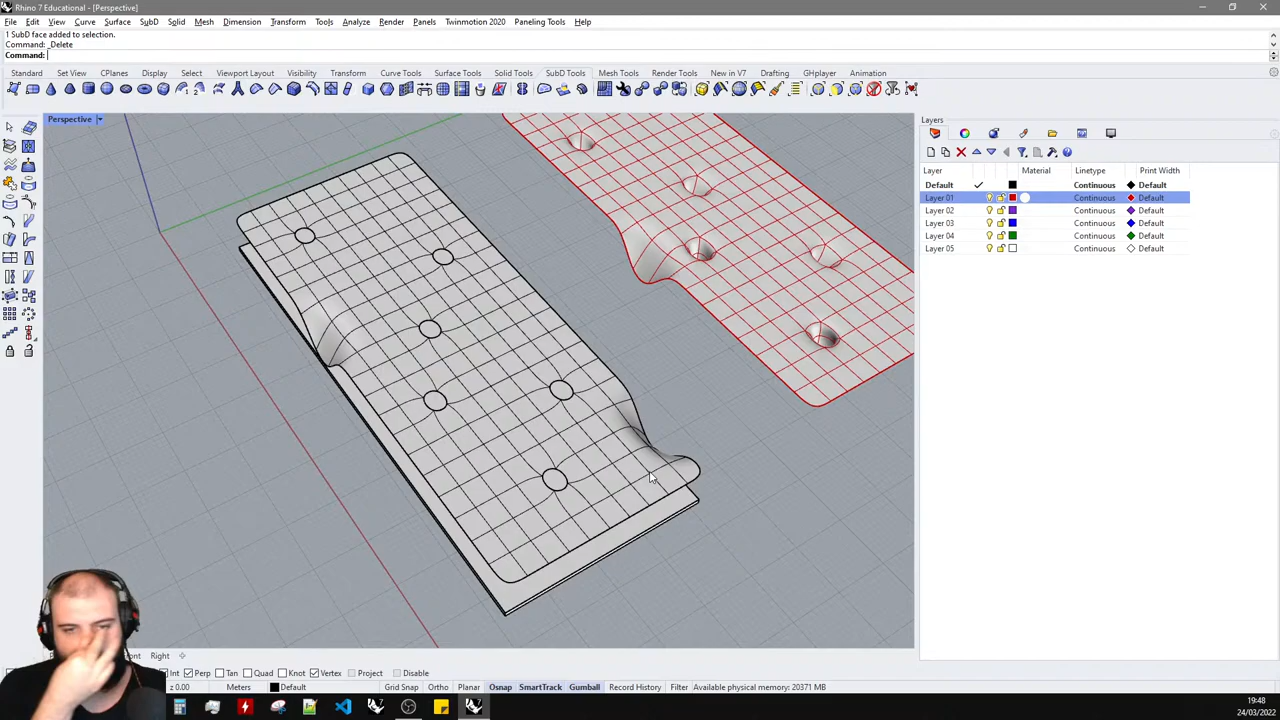 Rhino 7 Educational - [Perspective]
File Edit View Curve Surface SubD Solid Mesh Dimension Transform Tools Analyze Render Panels Twinmotion 2020 Paneling Tools Help
1 SubD face added to selection.
Command: _Delete
Command:
Standard Set View CPlanes Display Select Viewport Layout Visibility Transform Curve Tools Surface Tools Solid Tools SubD Tools Mesh Tools Render Tools New in V7 Drafting GHplayer Animation
Perspective
Layers
Layer Material Linetype Print Width
Default Continuous Default
Layer 01 Continuous Default
Layer 02 Continuous Default
Layer 03 Continuous Default
Layer 04 Continuous Default
Layer 05 Continuous Default
Right
Int Perp Tan Quad Knot Vertex Project Disable
z 0.00 Meters Default Grid Snap Ortho Planar Osnap SmartTrack Gumball Record History Filter Available physical memory: 20371 MB
19:48
24/03/2022